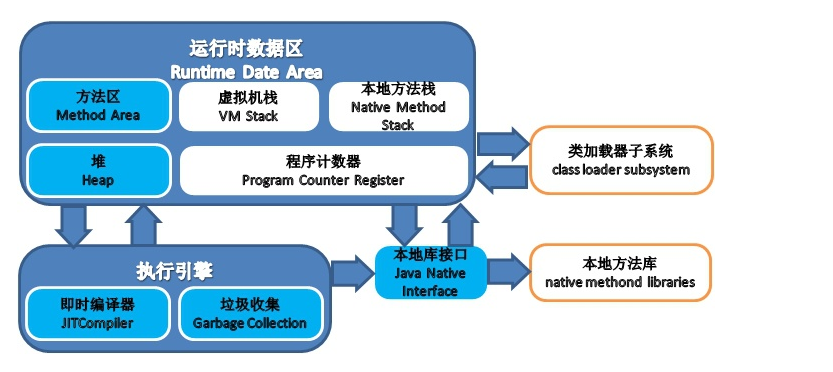 运行时数据区
Runtime Date Area
方法区
Method Area
虚拟机栈
VM Stack
本地方法栈
Native Method
Stack
堆
Heap
程序计数器
Program Counter Register
类加载器子系统
class loader subsystem
执行引擎
即时编译器
JITCompiler
垃圾收集
Garbage Collection
本地库接口
Java Native
Interface
本地方法库
native methond libraries